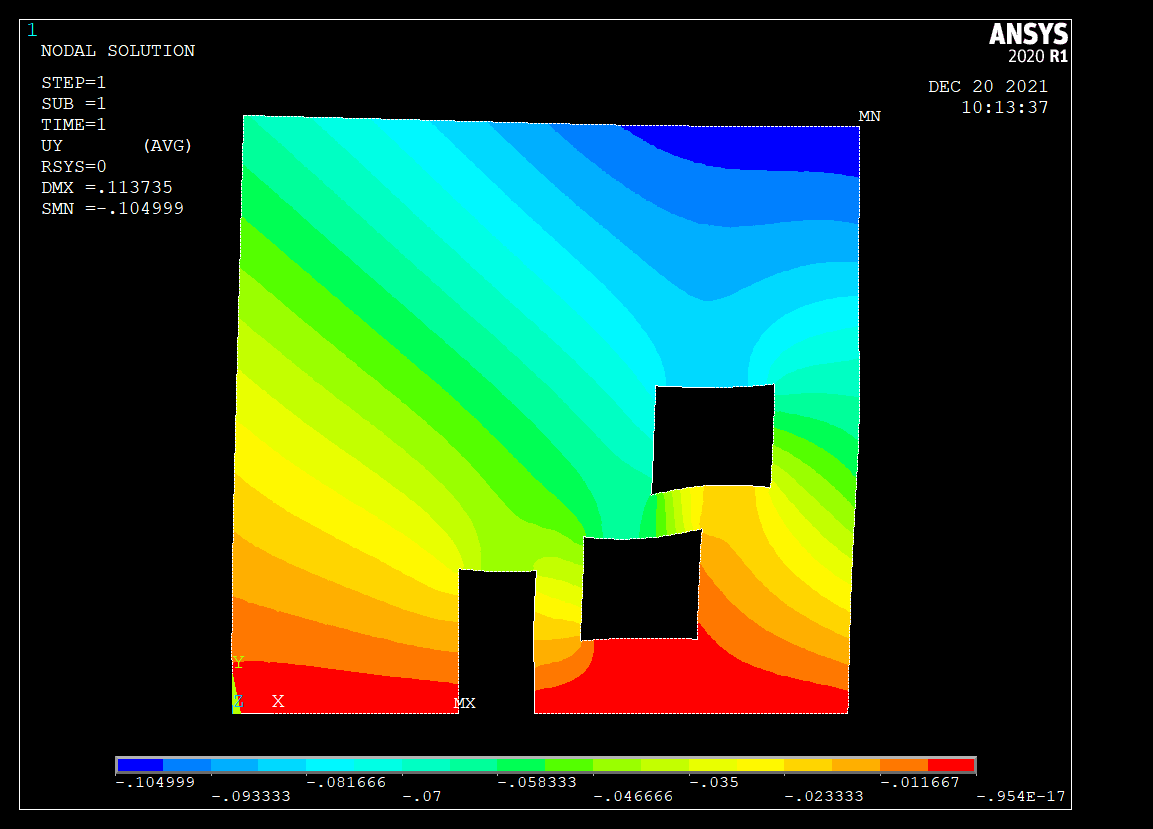 1
ANSYS
2020 R1
NODAL SOLUTION
STEP=1
SUB =1
TIME=1
UY (AVG)
RSYS=0
DMX =.113735
SMN =-.104999
DEC 20 2021
10:13:37
MN
Y
Z X
MX
-.104999 -.081666 -.058333 -.035 -.011667
-.093333 -.07 -.046666 -.023333 -.954E-17